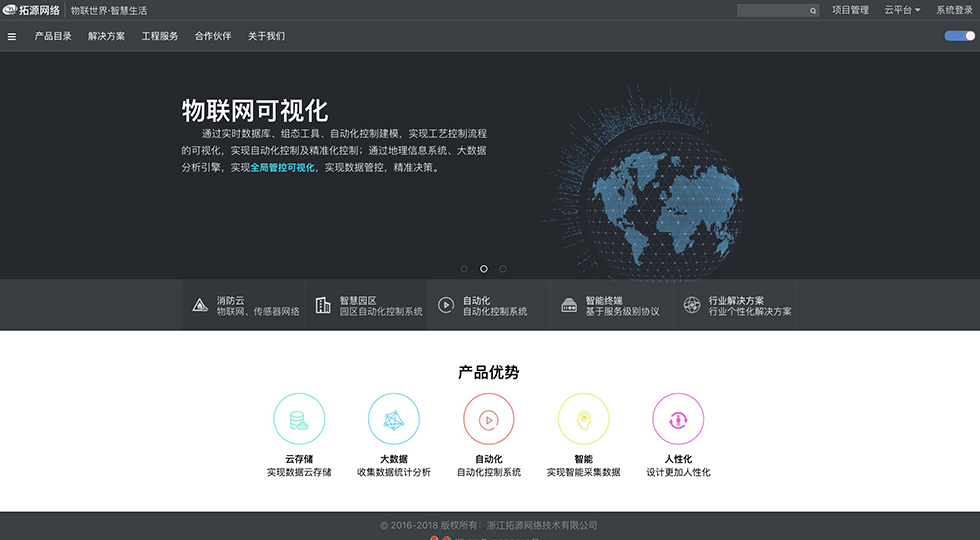 拓源网络 物联世界·智慧生活 项目管理 云平台 系统登录
产品目录 解决方案 工程服务 合作伙伴 关于我们
物联网可视化
通过实时数据库、组态工具、自动化控制建模，实现工艺控制流程
的可视化，实现自动化控制及精准化控制；通过地理信息系统、大数据
分析引擎，实现全局管控可视化，实现数据管控，精准决策。
消防云
物联网、传感器网络
智慧园区
园区自动化控制系统
自动化
自动化控制系统
智能终端
基于服务级别协议
行业解决方案
行业个性化解决方案
产品优势
云存储
实现数据云存储
大数据
收集数据统计分析
自动化
自动化控制系统
智能
实现智能采集数据
人性化
设计更加人性化
© 2016-2018 版权所有：浙江拓源网络技术有限公司